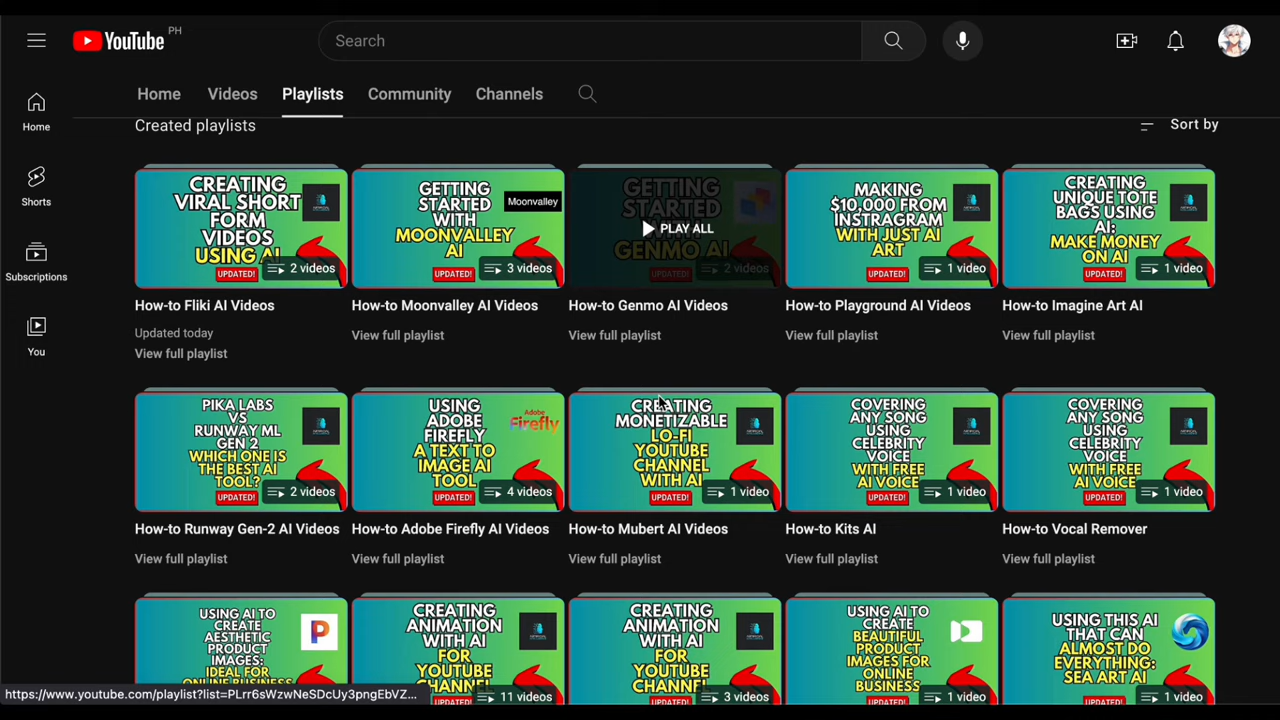 YouTube
PH
Search
Home
Videos
Playlists
Community
Channels
Home
Shorts
Subscriptions
You
Created playlists
Sort by
CREATING
VIRAL SHORT
FORM
VIDEOS
USING AI
UPDATED!
2 videos
How-to Fliki AI Videos
Updated today
View full playlist
GETTING
STARTED
WITH
MOONVALLEY
AI
Moonvalley
UPDATED!
3 videos
How-to Moonvalley AI Videos
View full playlist
GETTING
STARTED
WITH
GENMO AI
PLAY ALL
UPDATED!
2 videos
How-to Genmo AI Videos
View full playlist
MAKING
$10,000 FROM
INSTRAGRAM
WITH JUST AI
ART
UPDATED!
1 video
How-to Playground AI Videos
View full playlist
CREATING
UNIQUE TOTE
BAGS USING
AI:
MAKE MONEY
ON AI
UPDATED!
1 video
How-to Imagine Art AI
View full playlist
PIKA LABS
VS
RUNWAY ML
GEN 2
WHICH ONE IS
THE BEST AI
TOOL?
UPDATED!
2 videos
How-to Runway Gen-2 AI Videos
View full playlist
USING
ADOBE
FIREFLY
A TEXT TO
IMAGE AI
TOOL
Adobe
Firefly
UPDATED!
4 videos
How-to Adobe Firefly AI Videos
View full playlist
CREATING
MONETIZABLE
LO-FI
YOUTUBE
CHANNEL
WITH AI
UPDATED!
1 video
How-to Mubert AI Videos
View full playlist
COVERING
ANY SONG
USING
CELEBRITY
VOICE
WITH FREE
AI VOICE
UPDATED!
1 video
How-to Kits AI
View full playlist
COVERING
ANY SONG
USING
CELEBRITY
VOICE
WITH FREE
AI VOICE
UPDATED!
1 video
How-to Vocal Remover
View full playlist
USING AI TO
CREATE
AESTHETIC
PRODUCT
IMAGES:
IDEAL FOR
ONLINE BUSINESS
CREATING
ANIMATION
WITH AI
FOR
YOUTUBE
CHANNEL
11 videos
CREATING
ANIMATION
WITH AI
FOR
YOUTUBE
CHANNEL
3 videos
USING AI TO
CREATE
BEAUTIFUL
PRODUCT
IMAGES FOR
ONLINE
BUSINESS
1 video
USING THIS AI
THAT CAN
ALMOST DO
EVERYTHING:
SEA ART AI
UPDATED!
1 video
https://www.youtube.com/playlist?list=PLrr6sWzwNeSDcUy3pngEbVZ...